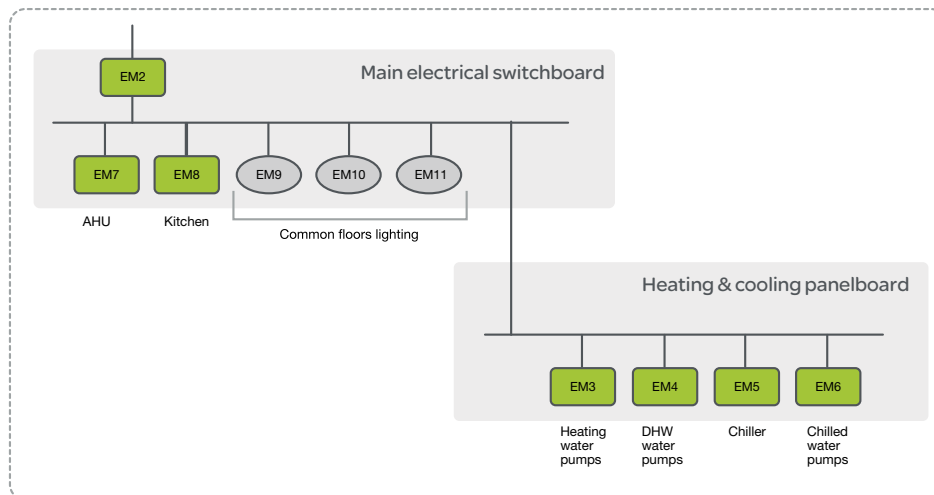 Main electrical switchboard
EM2
EM7
EM8
EM9
EM10
EM11
AHU
Kitchen
Common floors lighting
Heating & cooling panelboard
EM3
EM4
EM5
EM6
Heating
water
pumps
DHW
water
pumps
Chiller
Chilled
water
pumps